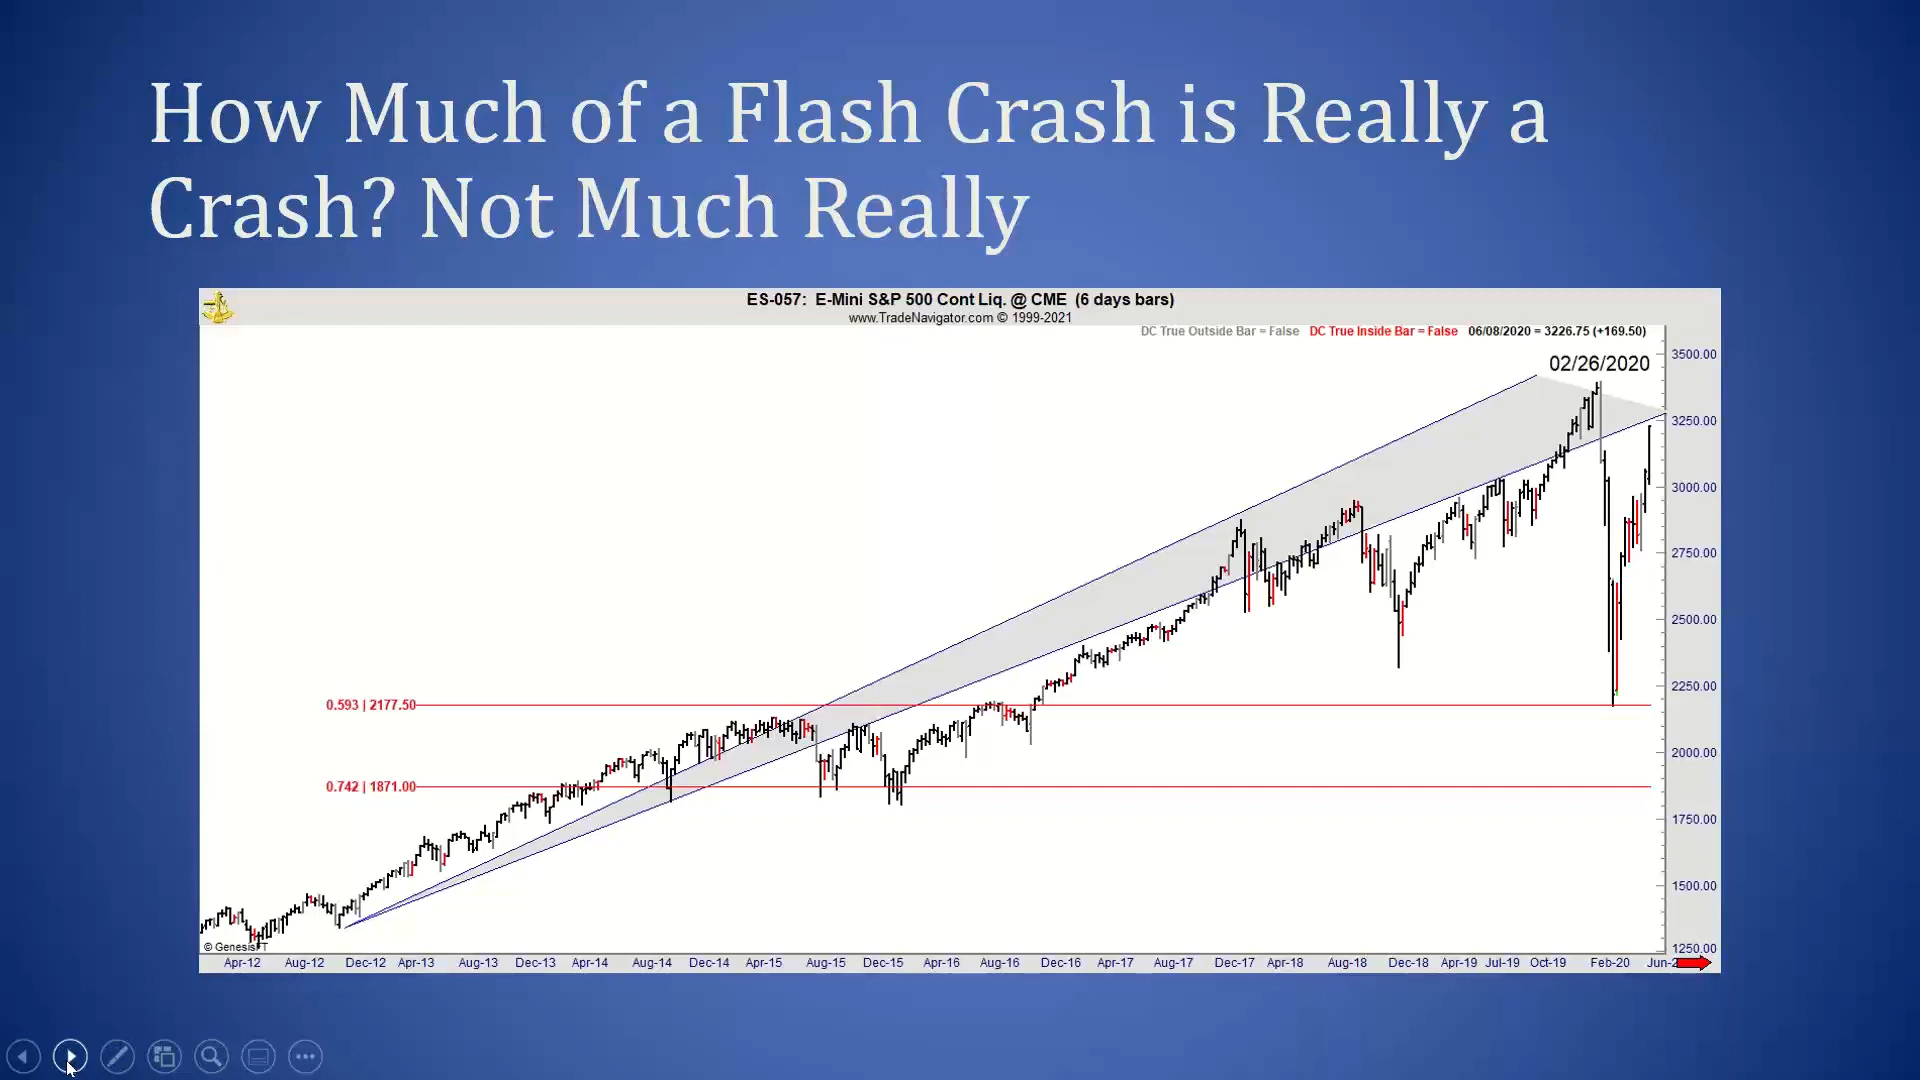 How Much of a Flash Crash is Really a
Crash? Not Much Really
ES-057: E-Mini S&P 500 Cont Liq. @ CME (6 days bars)
www.TradeNavigator.com © 1999-2021
DC True Outside Bar = False DC True Inside Bar = False 06/08/2020 = 3226.75 (+169.50)
02/26/2020
3500.00
3250.00
3000.00
2750.00
2500.00
2250.00
0.593 | 2177.50
2000.00
0.742 | 1871.00
1750.00
1500.00
1250.00
© GenesisFT
Apr-12 Aug-12 Dec-12 Apr-13 Aug-13 Dec-13 Apr-14 Aug-14 Dec-14 Apr-15 Aug-15 Dec-15 Apr-16 Aug-16 Dec-16 Apr-17 Aug-17 Dec-17 Apr-18 Aug-18 Dec-18 Apr-19 Jul-19 Oct-19 Feb-20 Jun-2